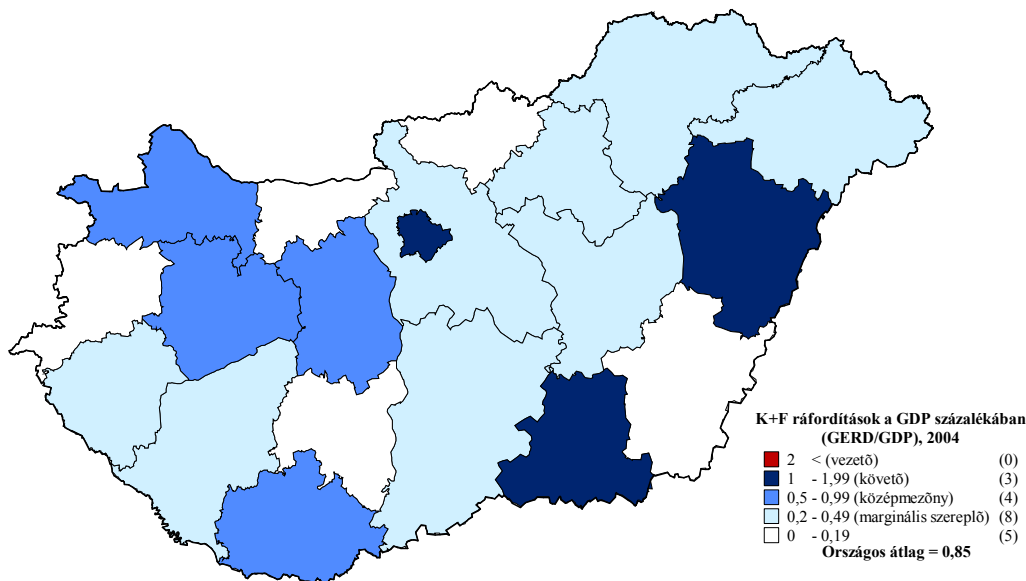 K+F ráfordítások a GDP százalékában
(GERD/GDP), 2004
2 < (vezetõ) (0)
1 - 1,99 (követõ) (3)
0,5 - 0,99 (középmezõny) (4)
0,2 - 0,49 (marginális szereplõ) (8)
0 - 0,19 (5)
Országos átlag = 0,85